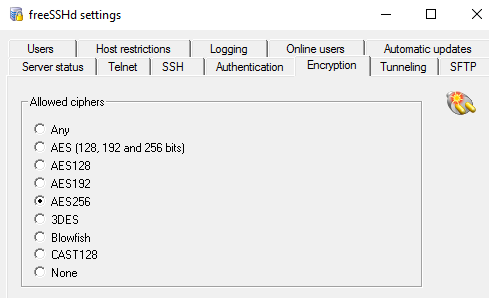 freeSSHd settings
Users Host restrictions Logging Online users Automatic updates
Server status Telnet SSH Authentication Encryption Tunneling SFTP
Allowed ciphers
Any
AES (128, 192 and 256 bits)
AES128
AES192
AES256
3DES
Blowfish
CAST128
None